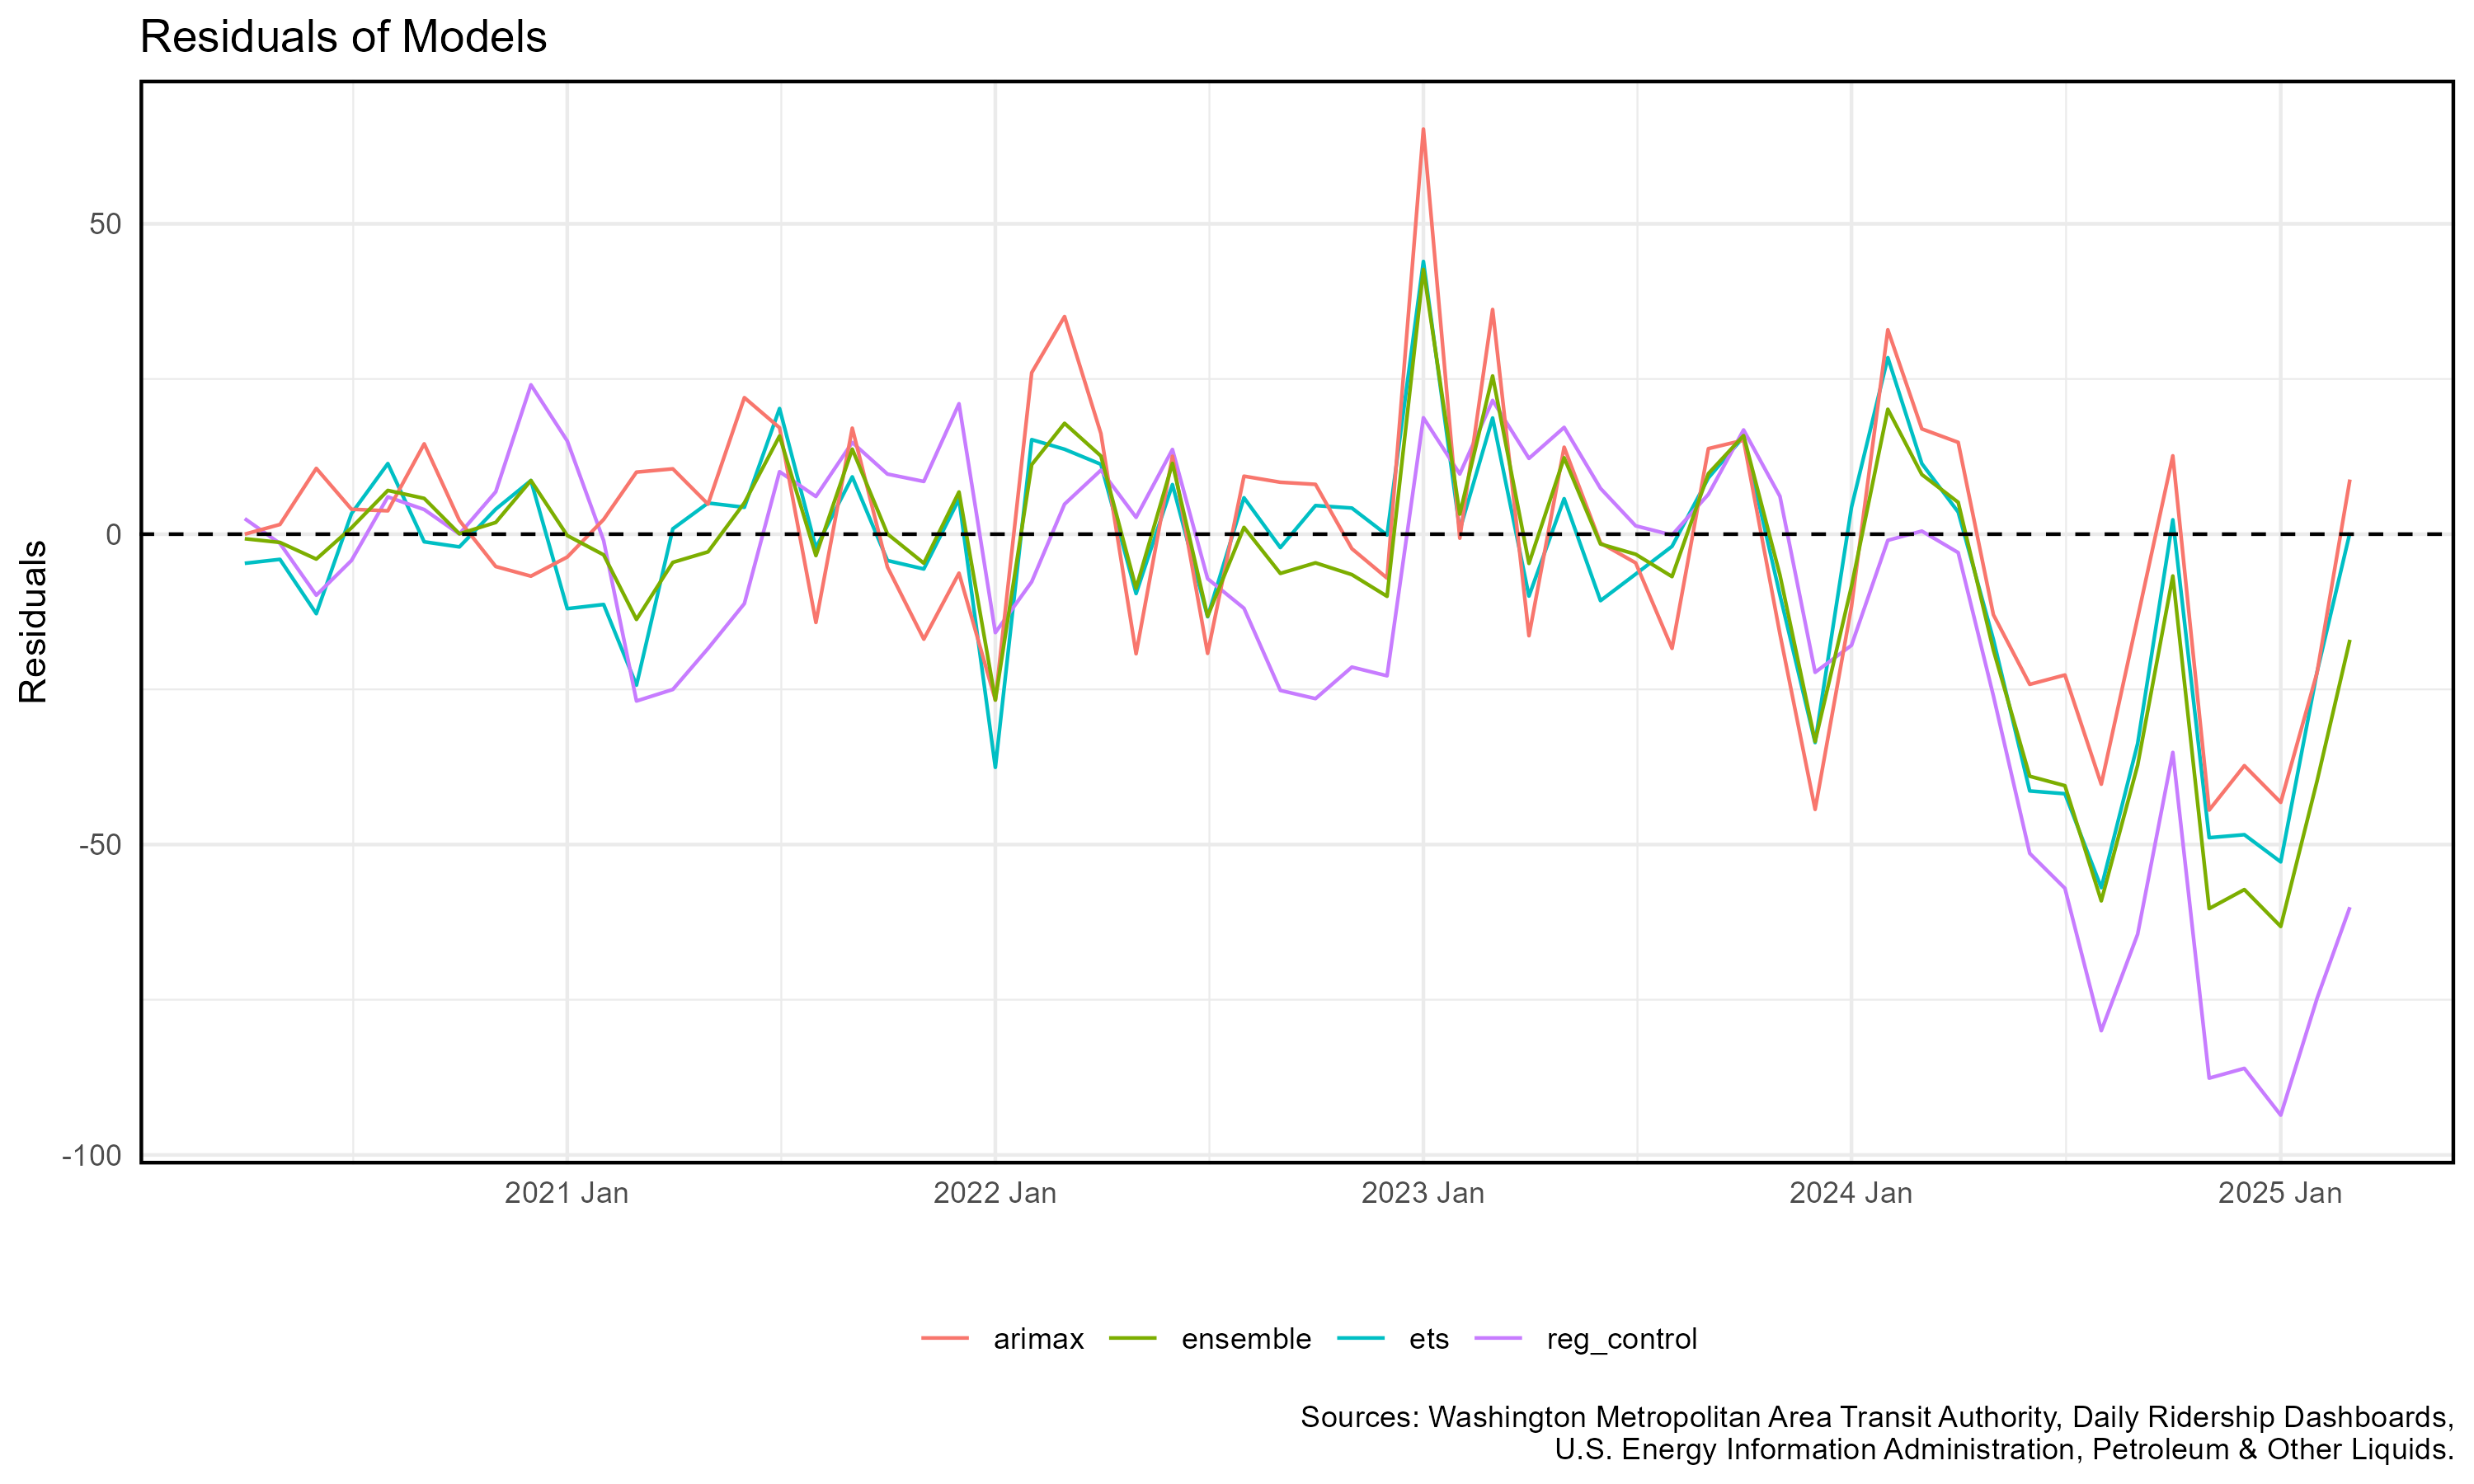 Residuals of Models
Residuals
50
0
-50
-100
2021 Jan
2022 Jan
2023 Jan
2024 Jan
2025 Jan
arimax
ensemble
ets
reg_control
Sources: Washington Metropolitan Area Transit Authority, Daily Ridership Dashboards,
U.S. Energy Information Administration, Petroleum & Other Liquids.